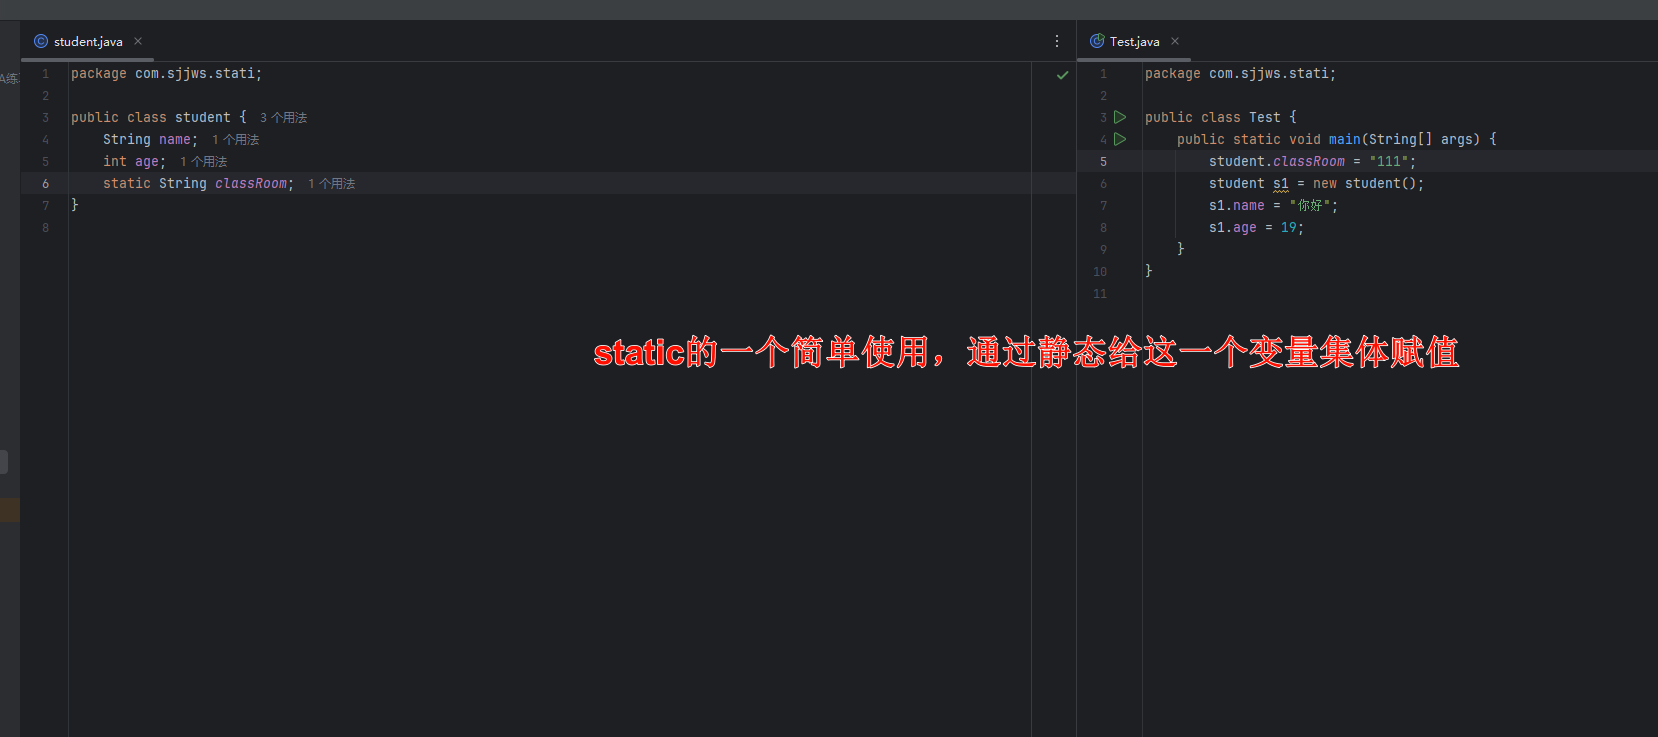 student.java
Test.java
A练
1 package com.sjjws.stati;
2
3 public class student { 3 个用法
4 String name; 1 个用法
5 int age; 1 个用法
6 static String classRoom; 1 个用法
7 }
8
1 package com.sjjws.stati;
2
3 public class Test {
4 public static void main(String[] args) {
5 student.classRoom = "111";
6 student s1 = new student();
7 s1.name = "你好";
8 s1.age = 19;
9 }
10 }
11
static的一个简单使用，通过静态给这一个变量集体赋值